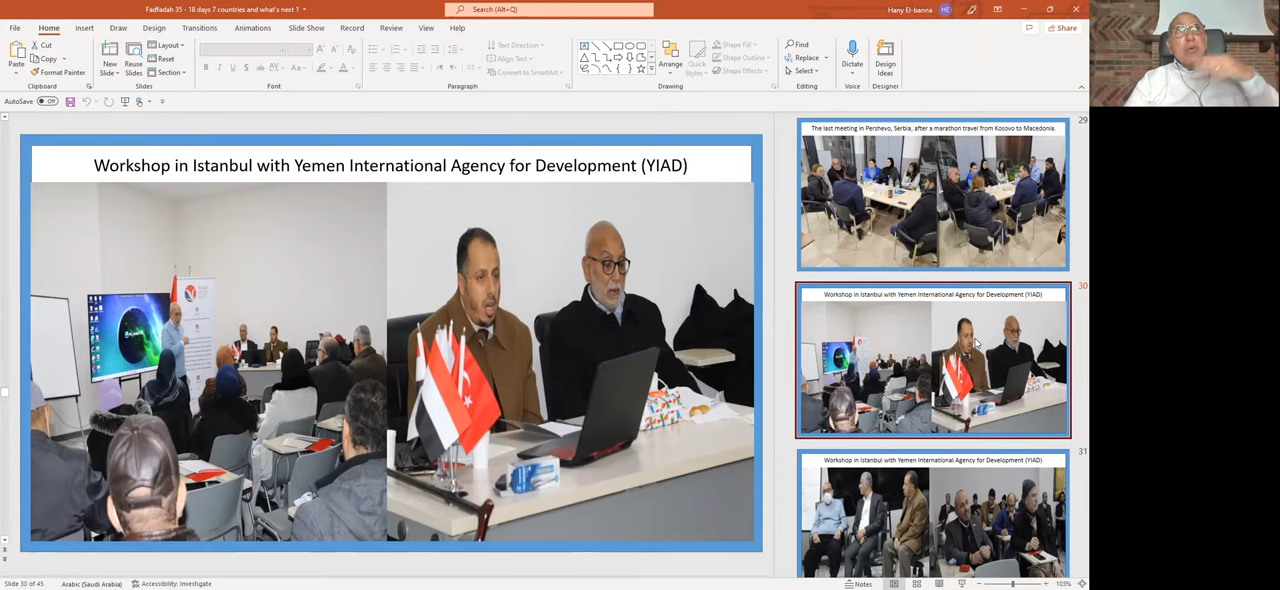 Fadfadah 35 - 18 days 7 countries and what's next 1
Search (Alt+Q)
Hany El-banna
HE
File Home Insert Draw Design Transitions Animations Slide Show Record Review View Help
Share
Paste
Cut
Copy
Format Painter
Clipboard
New Slide
Reuse Slides
Layout
Reset
Section
Slides
Font
Text Direction
Align Text
Convert to SmartArt
Paragraph
Arrange
Quick Styles
Shape Fill
Shape Outline
Shape Effects
Drawing
Find
Replace
Select
Editing
Dictate
Voice
Design Ideas
Designer
AutoSave Off
Workshop in Istanbul with Yemen International Agency for Development (YIAD)
29
The last meeting in Pershevo, Serbia, after a marathon travel from Kosovo to Macedonia.
30
Workshop in Istanbul with Yemen International Agency for Development (YIAD)
31
Workshop in Istanbul with Yemen International Agency for Development (YIAD)
Slide 30 of 45
Arabic (Saudi Arabia)
Accessibility: Investigate
Notes
103%